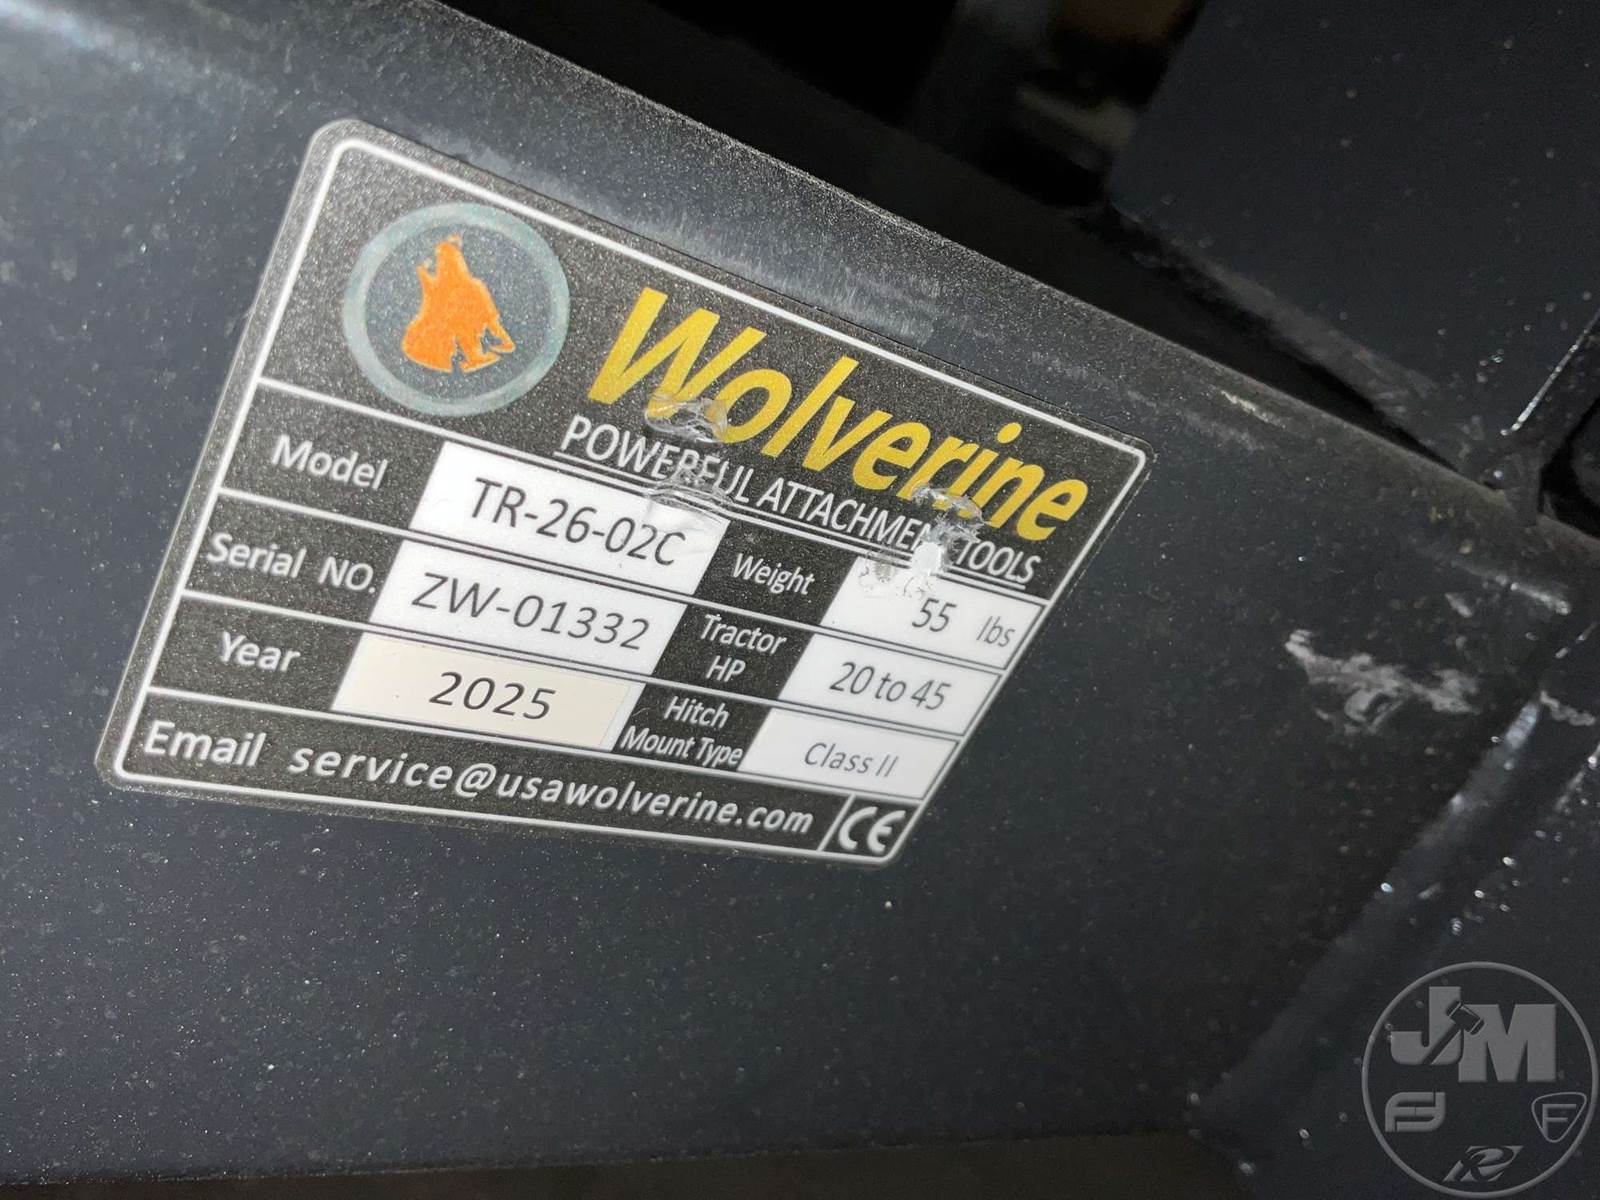 Wolverine
POWERFUL ATTACHMENT TOOLS
Model TR-26-02C Weight 55 lbs
Serial NO. ZW-01332 Tractor HP 20 to 45
Year 2025 Hitch Mount Type Class II
Email service@usawolverine.com CE
JM
F